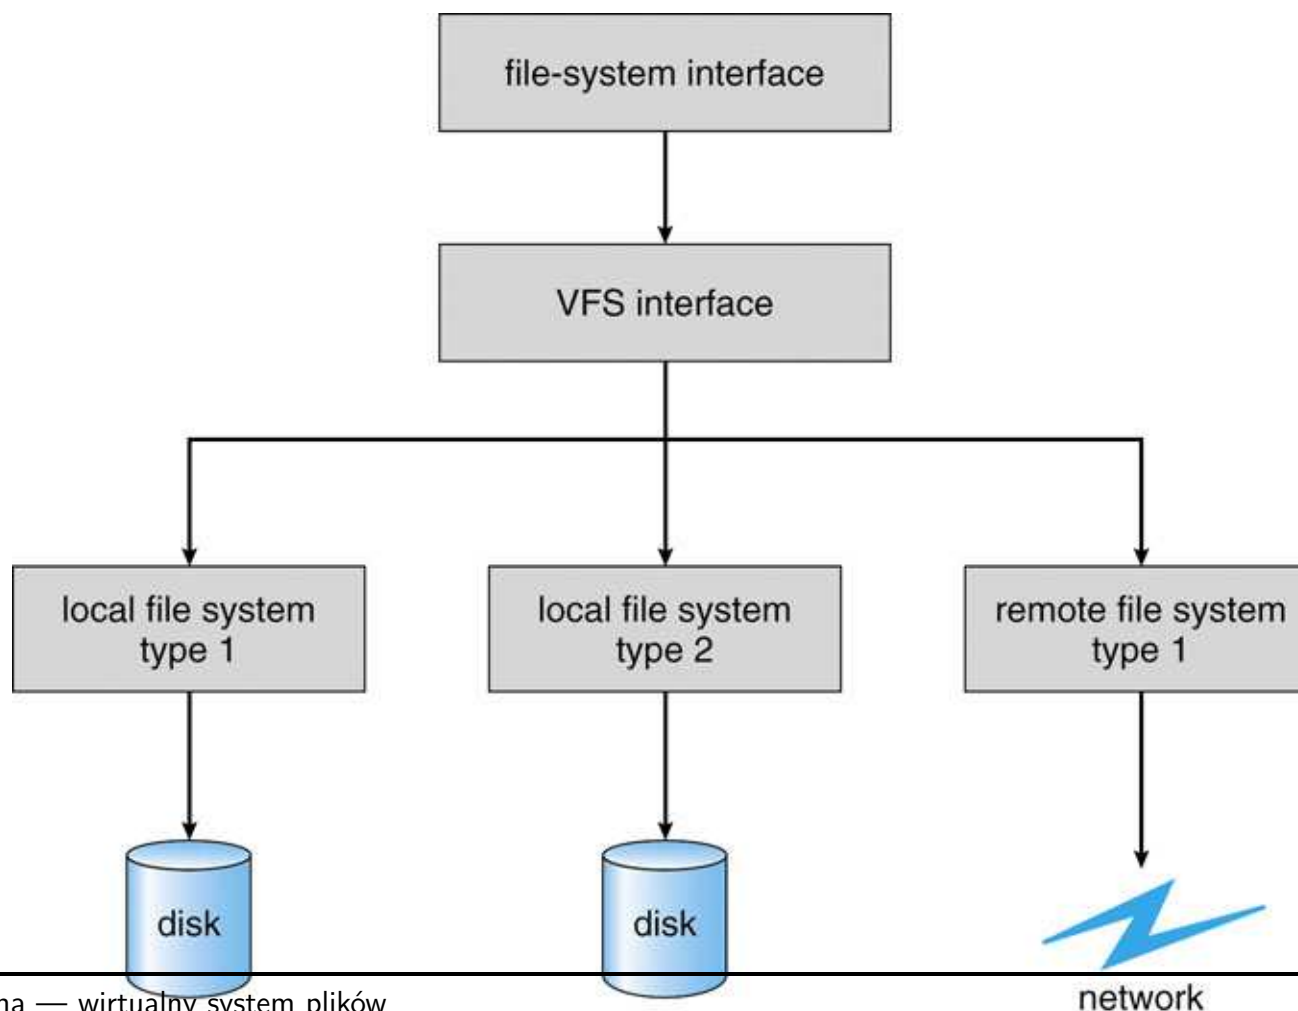 file-system interface
VFS interface
local file system
type 1
local file system
type 2
remote file system
type 1
disk
disk
network
— wirtualny system plików